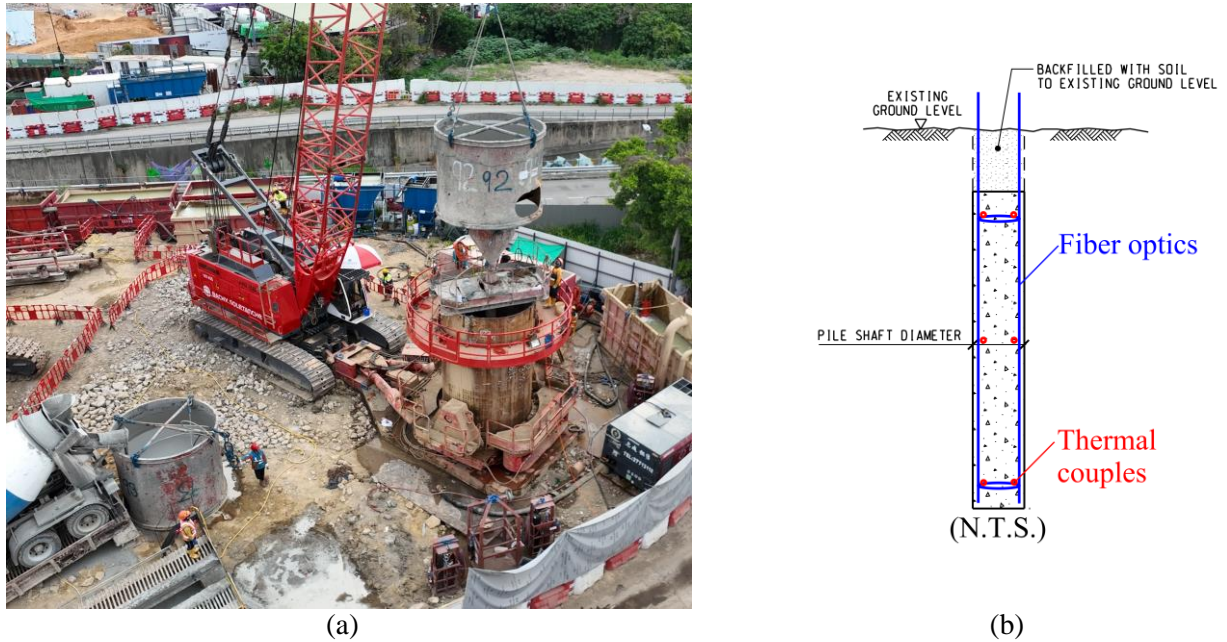 92
92
BACKFILLED WITH SOIL
TO EXISTING GROUND LEVEL
EXISTING
GROUND LEVEL
Fiber optics
PILE SHAFT DIAMETER
Thermal
couples
(N.T.S.)
(a)
(b)